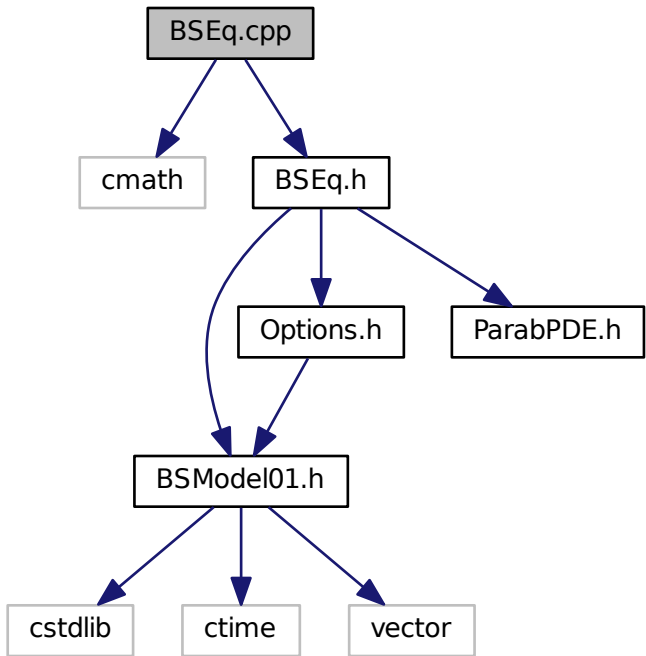 BSEq.cpp
cmath
BSEq.h
Options.h
ParabPDE.h
BSModel01.h
cstdlib
ctime
vector